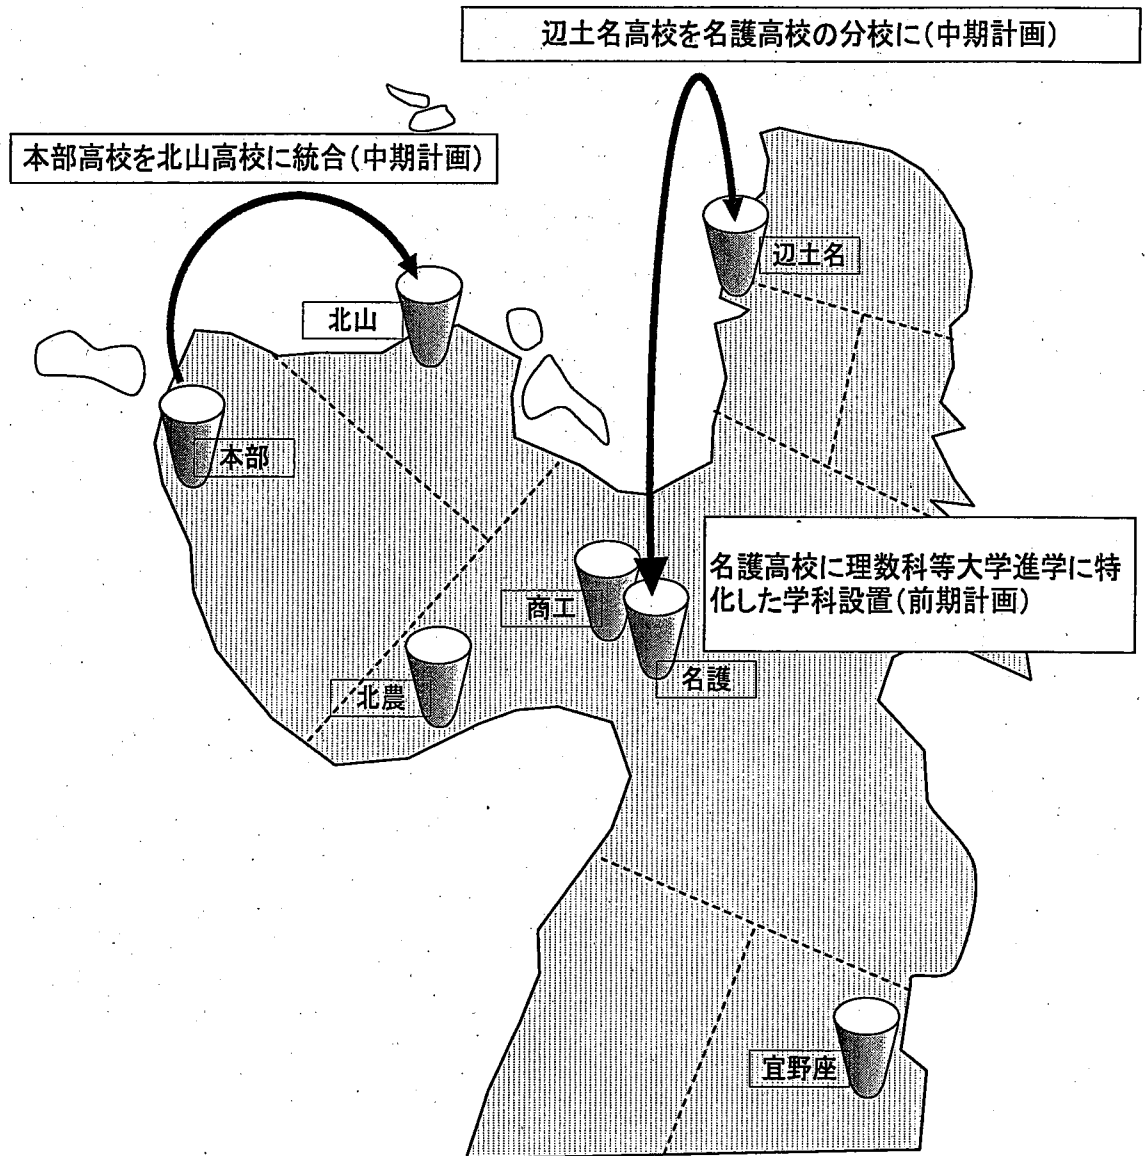 辺土名高校を名護高校の分校に(中期計画)
本部高校を北山高校に統合(中期計画)
辺土名
北山
本部
名護高校に理数科等大学進学に特
化した学科設置(前期計画)
商工
名護
北農
宜野座